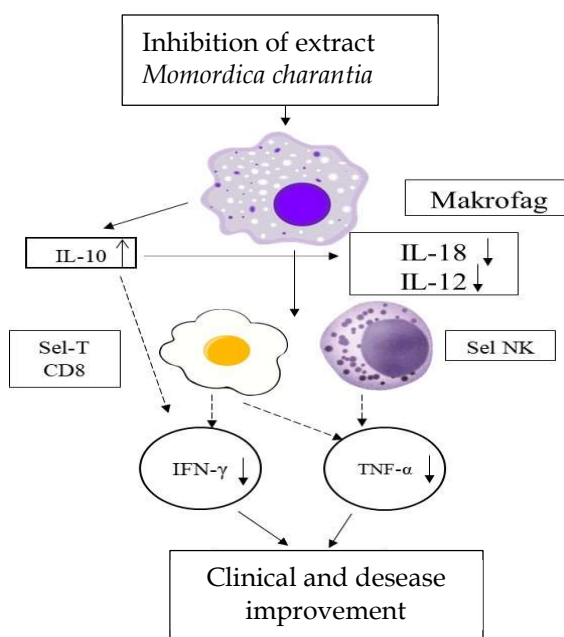 Inhibition of extract
Momordica charantia
Makrofag
IL-10 ↑
IL-18 ↓
IL-12 ↓
Sel-T
CD8
Sel NK
IFN-γ ↓
TNF-α ↓
Clinical and desease
improvement